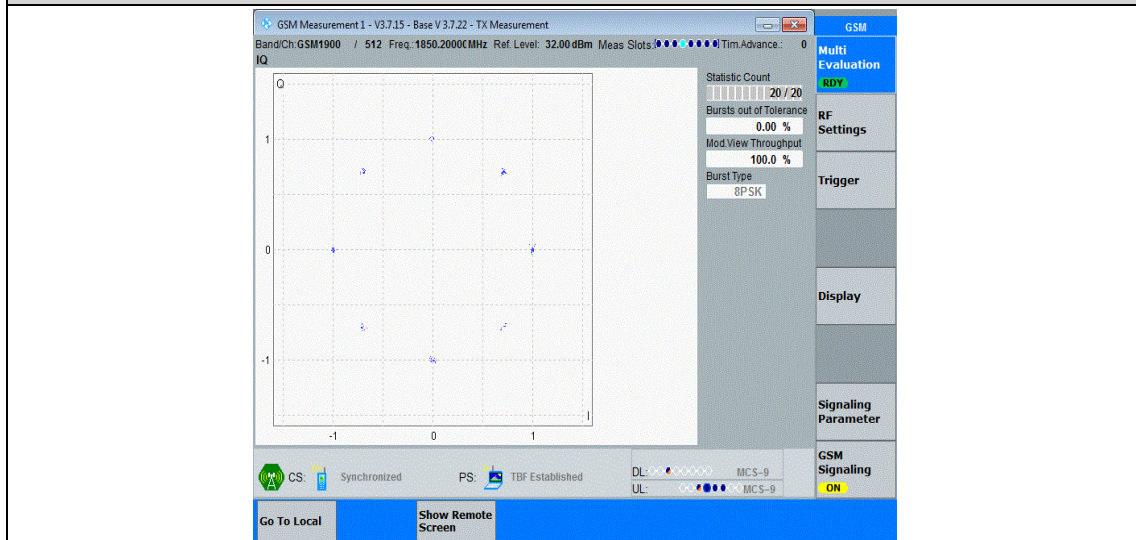 GSM Measurement 1 - V3.7.15 - Base V 3.7.22 - TX Measurement
GSM
Band/Ch:GSM1900 / 512 Freq.:1850.20000MHz Ref. Level: 32.00 dBm Meas Slots: Tim.Advance.: 0
IQ
Multi
Evaluation
RDY
Q
Statistic Count
20 / 20
Bursts out of Tolerance
0.00 %
Mod.View Throughput
100.0 %
Burst Type
8PSK
RF
Settings
Trigger
Display
Signaling
Parameter
GSM
Signaling
ON
1
0
-1
I
-1 0 1
CS: Synchronized PS: TBF Established
DL: MCS-9
UL: MCS-9
Go To Local
Show Remote
Screen